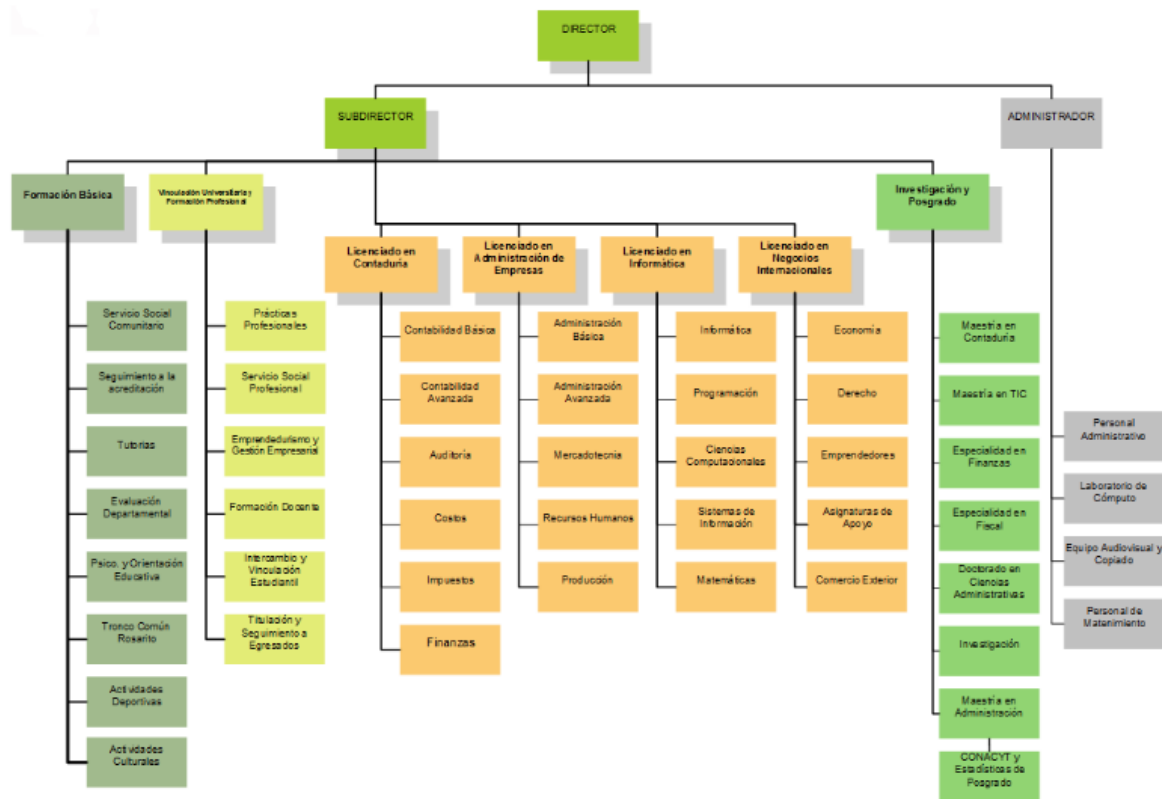 DIRECTOR
SUBDIRECTOR
ADMINISTRADOR
Formación Básica
Vinculación Universitaria y
Formación Profesional
Investigación y
Posgrado
Licenciado en
Contaduría
Licenciado en
Administración de
Empresas
Licenciado en
Informática
Licenciado en
Negocios
Internacionales
Servicio Social
Comunitario
Seguimiento a la
acreditación
Tutorías
Evaluación
Departamental
Psico. y Orientación
Educativa
Tronco Común
Rosarito
Actividades
Deportivas
Actividades
Culturales
Prácticas
Profesionales
Servicio Social
Profesional
Emprendedurismo y
Gestión Empresarial
Formación Docente
Intercambio y
Vinculación
Estudiantil
Titulación y
Seguimiento a
Egresados
Contabilidad Básica
Contabilidad
Avanzada
Auditoría
Costos
Impuestos
Finanzas
Administración
Básica
Administración
Avanzada
Mercadotecnia
Recursos Humanos
Producción
Informática
Programación
Ciencias
Computacionales
Sistemas de
Información
Matemáticas
Economía
Derecho
Emprendedores
Asignaturas de
Apoyo
Comercio Exterior
Maestría en
Contaduría
Maestría en TIC
Especialidad en
Finanzas
Especialidad en
Fiscal
Doctorado en
Ciencias
Administrativas
Investigación
Maestría en
Administración
CONACYT y
Estadísticas de
Posgrado
Personal
Administrativo
Laboratorio de
Cómputo
Equipo Audiovisual y
Copiado
Personal de
Matenimiento